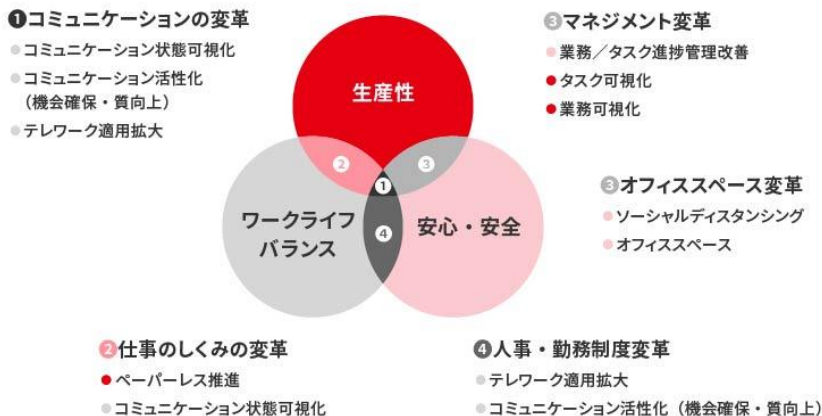 ❶コミュニケーションの変革
コミュニケーション状態可視化
コミュニケーション活性化
（機会確保・質向上）
テレワーク適用拡大
❸マネジメント変革
業務／タスク進捗管理改善
タスク可視化
業務可視化
生産性
❷
❸
❶
❹
ワークライフ
バランス
安心・安全
❸オフィススペース変革
ソーシャルディスタンシング
オフィススペース
❷仕事のしくみの変革
ペーパーレス推進
コミュニケーション状態可視化
❹人事・勤務制度変革
テレワーク適用拡大
コミュニケーション活性化（機会確保・質向上）